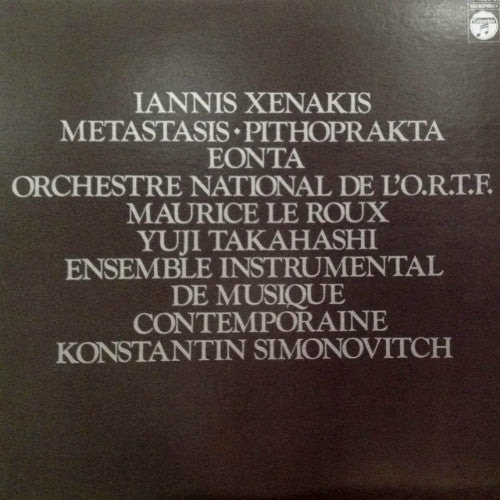 Columbia
IANNIS XENAKIS
METASTASIS·PITHOPRAKTA
EONTA
ORCHESTRE NATIONAL DE L'O.R.T.F.
MAURICE LE ROUX
YUJI TAKAHASHI
ENSEMBLE INSTRUMENTAL
DE MUSIQUE
CONTEMPORAINE
KONSTANTIN SIMONOVITCH